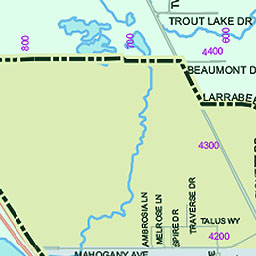 TROUT LAKE DR
800
700
600
4400
BEAUMONT D
LARRABE
4300
AMBROSIA LN
MELROSE LN
SPIRE DR
TRAVERSE DR
TALUS WY
4200
MAHOGANY AVE